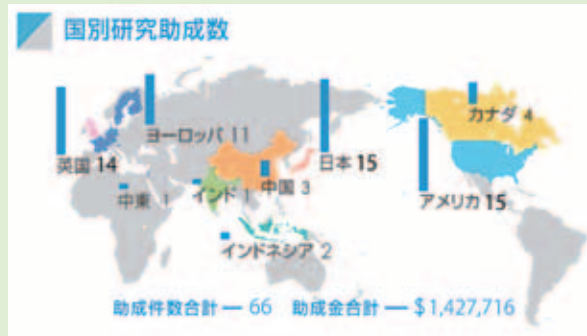 国別研究助成数
カナダ 4
ヨーロッパ 11
英国 14
日本 15
中国 3
インド 1
中東 1
アメリカ 15
インドネシア 2
助成件数合計 — 66 助成金合計 — $1,427,716